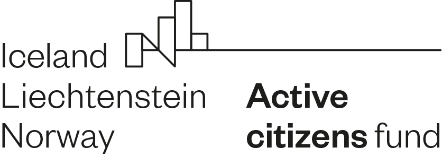 Iceland
Liechtenstein
Norway
Active
citizens fund